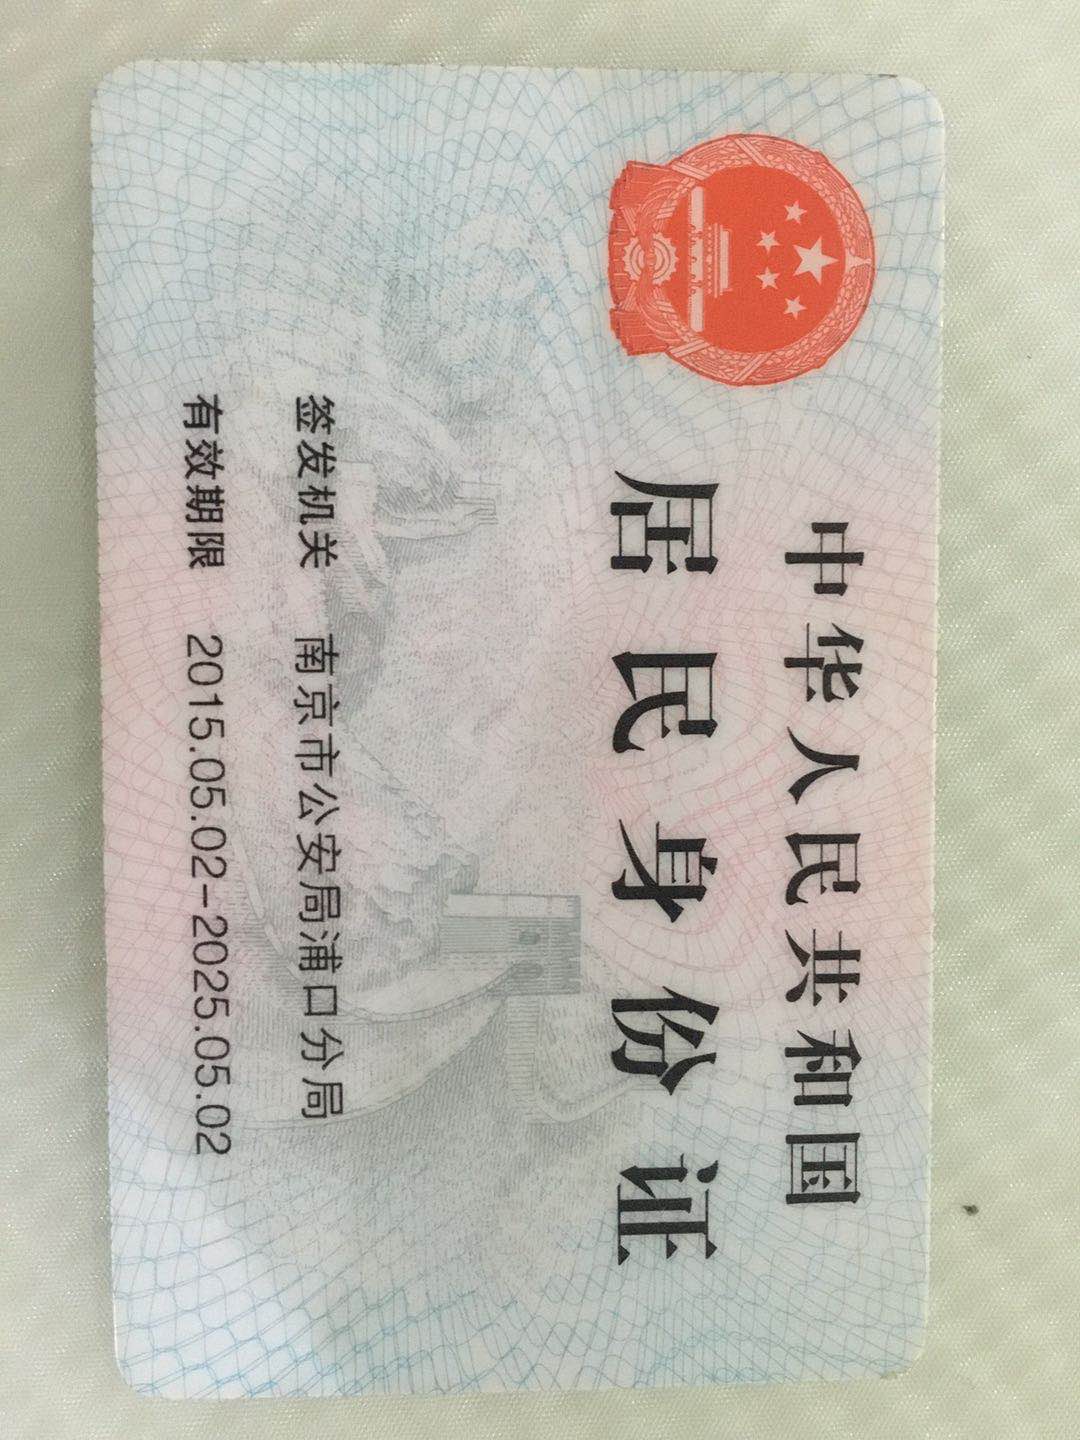 中华人民共和国
居民身份证
签发机关 南京市公安局浦口分局
有效期限 2015.05.02-2025.05.02